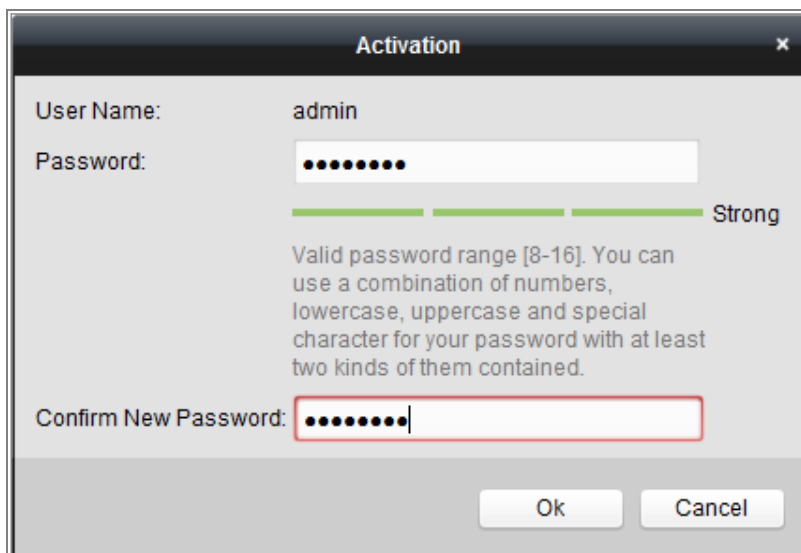 Activation ×
User Name: admin
Password: ●●●●●●●●
Strong
Valid password range [8-16]. You can
use a combination of numbers,
lowercase, uppercase and special
character for your password with at least
two kinds of them contained.
Confirm New Password: ●●●●●●●●
Ok Cancel